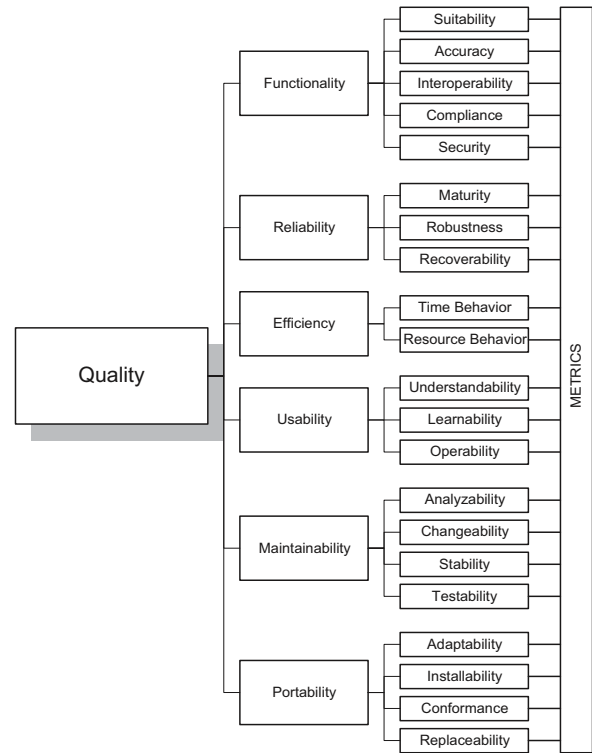 Quality
Functionality
Suitability
Accuracy
Interoperability
Compliance
Security
Reliability
Maturity
Robustness
Recoverability
Efficiency
Time Behavior
Resource Behavior
Usability
Understandability
Learnability
Operability
Maintainability
Analyzability
Changeability
Stability
Testability
Portability
Adaptability
Installability
Conformance
Replaceability
METRICS